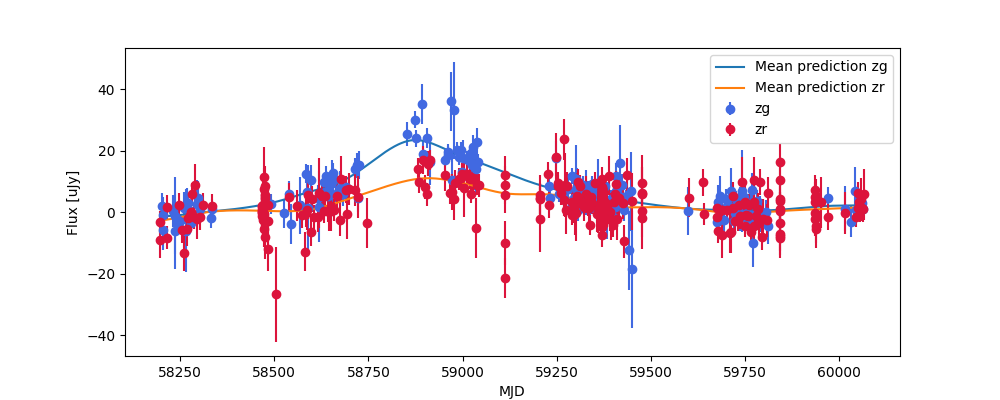 Mean prediction zg
Mean prediction zr
zg
zr
Flux [uJy]
40
20
0
−20
−40
58250
58500
58750
59000
59250
59500
59750
60000
MJD